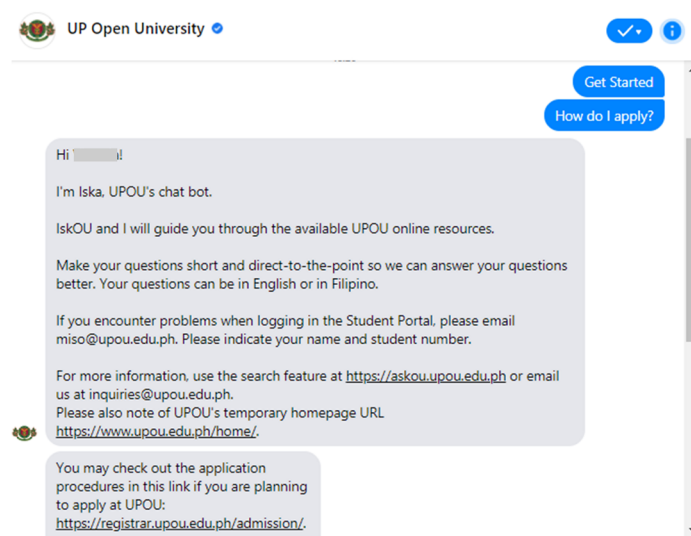 UP Open University
Get Started
How do I apply?
Hi !
I'm Iska, UPOU's chat bot.
IskOU and I will guide you through the available UPOU online resources.
Make your questions short and direct-to-the-point so we can answer your questions
better. Your questions can be in English or in Filipino.
If you encounter problems when logging in the Student Portal, please email
miso@upou.edu.ph. Please indicate your name and student number.
For more information, use the search feature at https://askou.upou.edu.ph or email
us at inquiries@upou.edu.ph.
Please also note of UPOU's temporary homepage URL
https://www.upou.edu.ph/home/.
You may check out the application
procedures in this link if you are planning
to apply at UPOU:
https://registrar.upou.edu.ph/admission/.